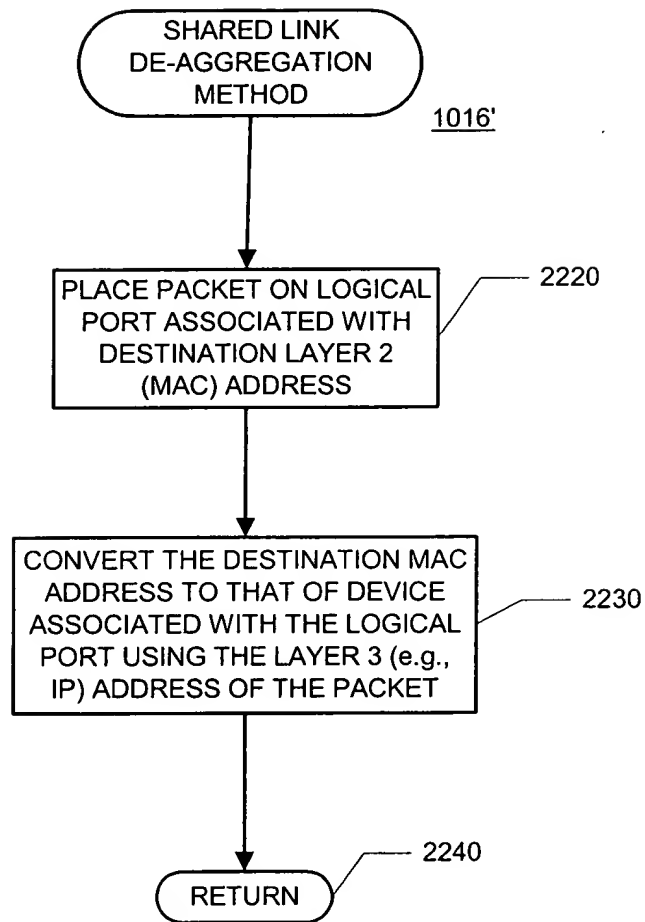 SHARED LINK
DE-AGGREGATION
METHOD
1016'
PLACE PACKET ON LOGICAL
PORT ASSOCIATED WITH
DESTINATION LAYER 2
(MAC) ADDRESS
2220
CONVERT THE DESTINATION MAC
ADDRESS TO THAT OF DEVICE
ASSOCIATED WITH THE LOGICAL
PORT USING THE LAYER 3 (e.g.,
IP) ADDRESS OF THE PACKET
2230
RETURN
2240